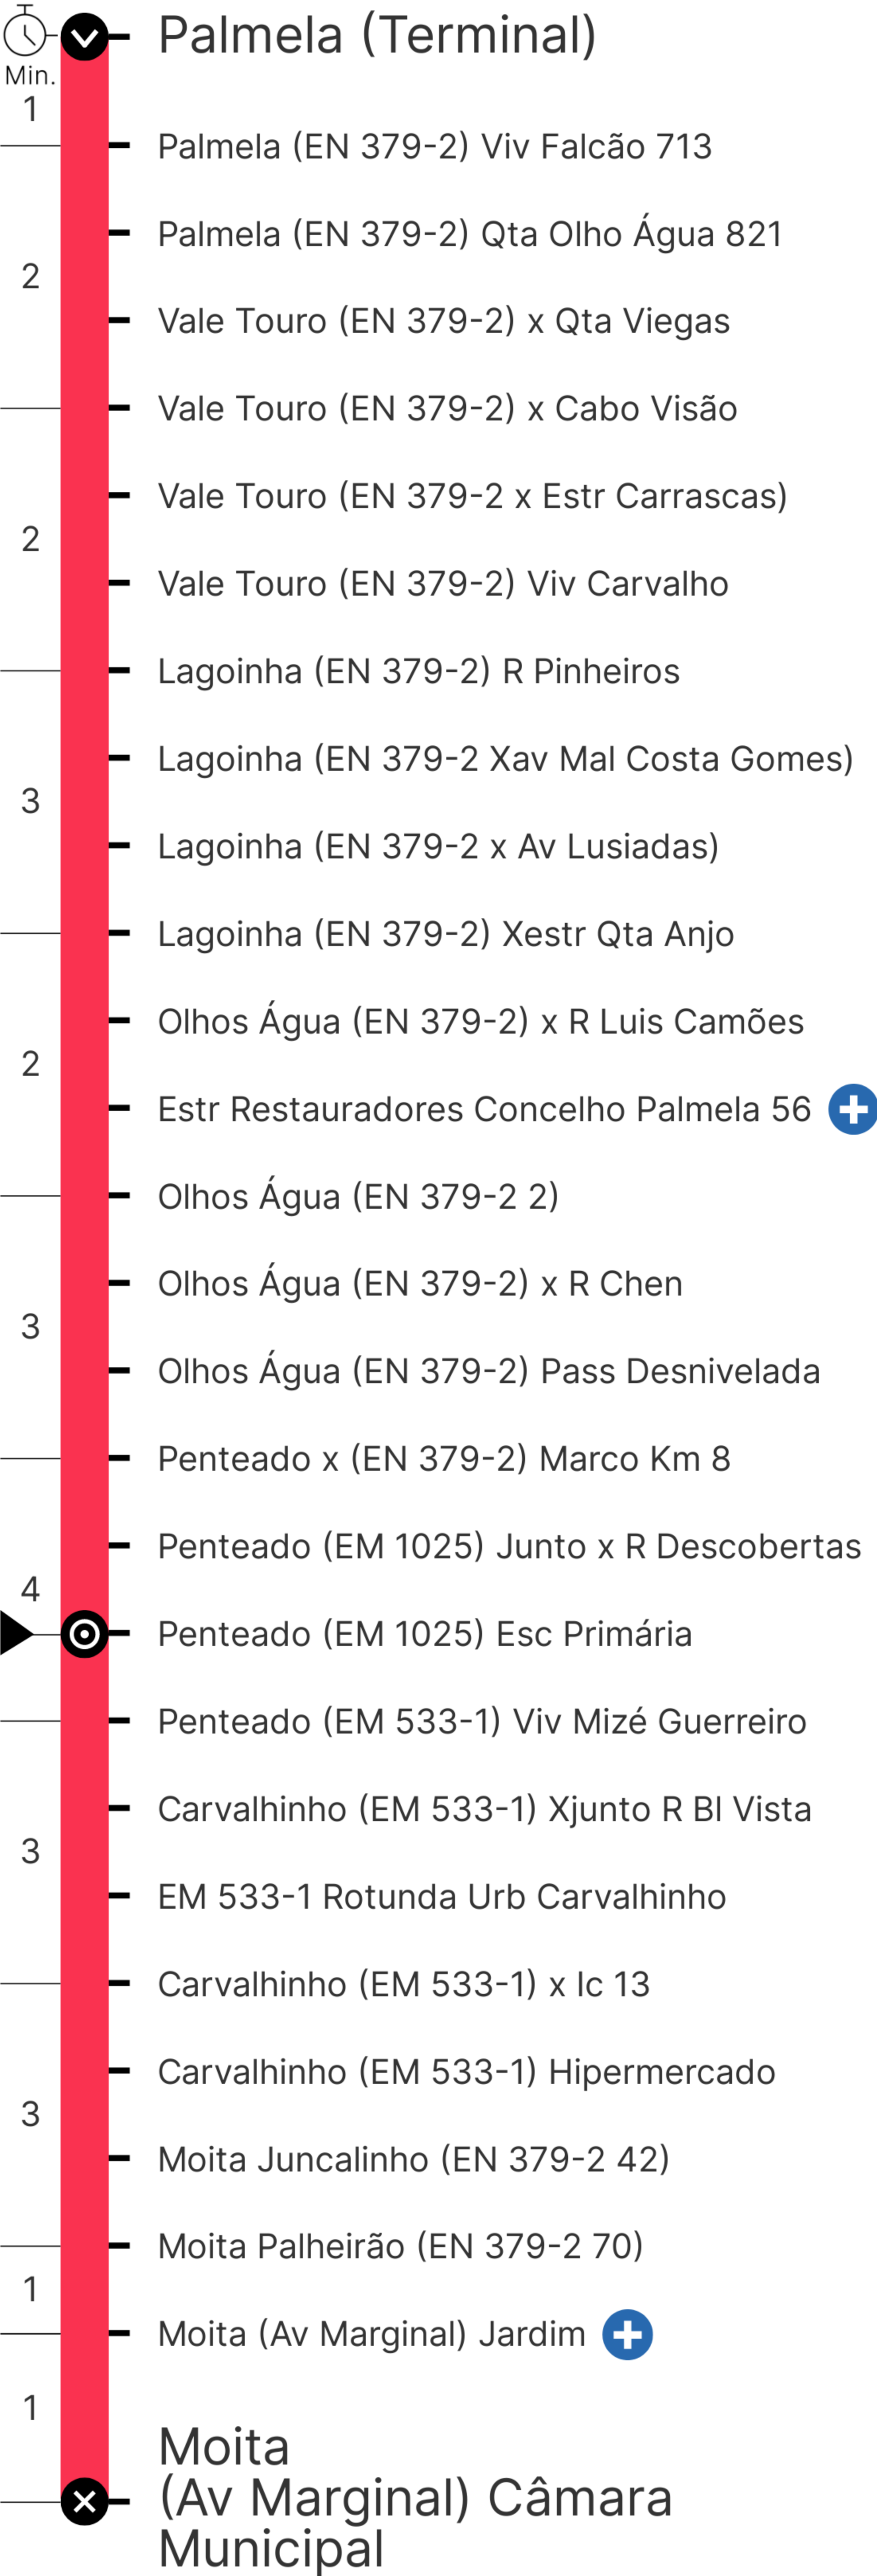 Palmela (Terminal)
Min.
1
Palmela (EN 379-2) Viv Falcão 713
Palmela (EN 379-2) Qta Olho Água 821
2
Vale Touro (EN 379-2) x Qta Viegas
Vale Touro (EN 379-2) x Cabo Visão
Vale Touro (EN 379-2 x Estr Carrascas)
2
Vale Touro (EN 379-2) Viv Carvalho
Lagoinha (EN 379-2) R Pinheiros
Lagoinha (EN 379-2 Xav Mal Costa Gomes)
3
Lagoinha (EN 379-2 x Av Lusiadas)
Lagoinha (EN 379-2) Xestr Qta Anjo
Olhos Água (EN 379-2) x R Luis Camões
2
Estr Restauradores Concelho Palmela 56
Olhos Água (EN 379-2 2)
Olhos Água (EN 379-2) x R Chen
3
Olhos Água (EN 379-2) Pass Desnivelada
Penteado x (EN 379-2) Marco Km 8
Penteado (EM 1025) Junto x R Descobertas
4
Penteado (EM 1025) Esc Primária
Penteado (EM 533-1) Viv Mizé Guerreiro
Carvalhinho (EM 533-1) Xjunto R Bl Vista
3
EM 533-1 Rotunda Urb Carvalhinho
Carvalhinho (EM 533-1) x Ic 13
Carvalhinho (EM 533-1) Hipermercado
3
Moita Juncalinho (EN 379-2 42)
Moita Palheirão (EN 379-2 70)
1
Moita (Av Marginal) Jardim
1
Moita
(Av Marginal) Câmara
Municipal